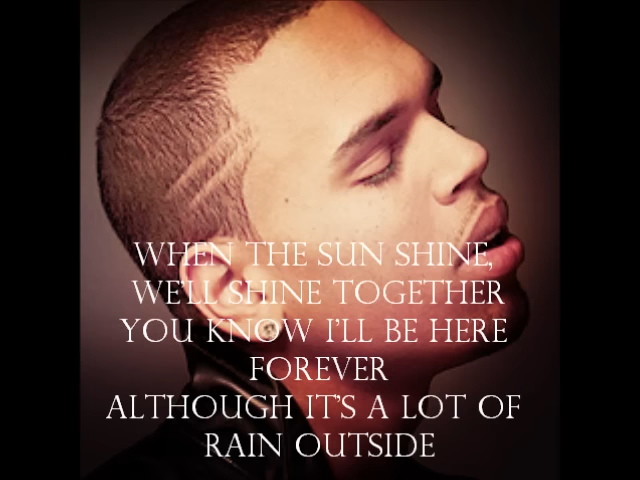 WHEN THE SUN SHINE,
WE'LL SHINE TOGETHER
YOU KNOW I'LL BE HERE
FOREVER
ALTHOUGH IT'S A LOT OF
RAIN OUTSIDE